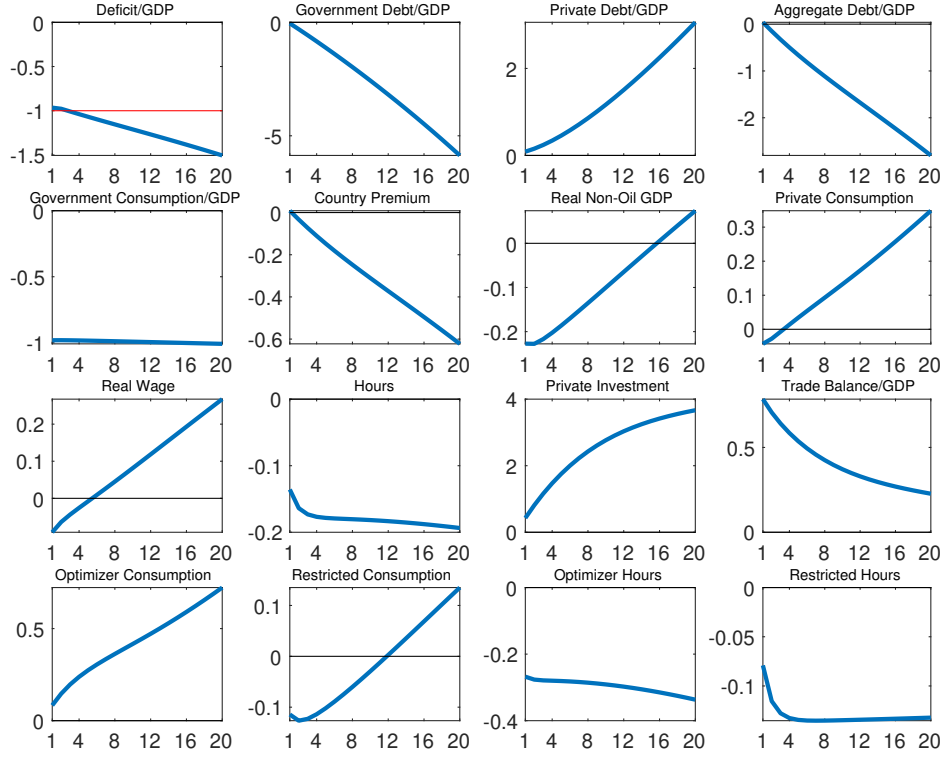 Deficit/GDP
0
-0.5
-1
-1.5
1 4 8 12 16 20
Government Debt/GDP
0
-5
1 4 8 12 16 20
Private Debt/GDP
2
0
1 4 8 12 16 20
Aggregate Debt/GDP
0
-1
-2
1 4 8 12 16 20
Government Consumption/GDP
0
-0.5
-1
1 4 8 12 16 20
Country Premium
0
-0.2
-0.4
-0.6
1 4 8 12 16 20
Real Non-Oil GDP
0
-0.1
-0.2
1 4 8 12 16 20
Private Consumption
0.3
0.2
0.1
0
1 4 8 12 16 20
Real Wage
0.2
0.1
0
1 4 8 12 16 20
Hours
0
-0.1
-0.2
1 4 8 12 16 20
Private Investment
4
2
0
1 4 8 12 16 20
Trade Balance/GDP
0.5
0
1 4 8 12 16 20
Optimizer Consumption
0.5
0
1 4 8 12 16 20
Restricted Consumption
0.1
0
-0.1
1 4 8 12 16 20
Optimizer Hours
0
-0.2
-0.4
1 4 8 12 16 20
Restricted Hours
0
-0.05
-0.1
1 4 8 12 16 20